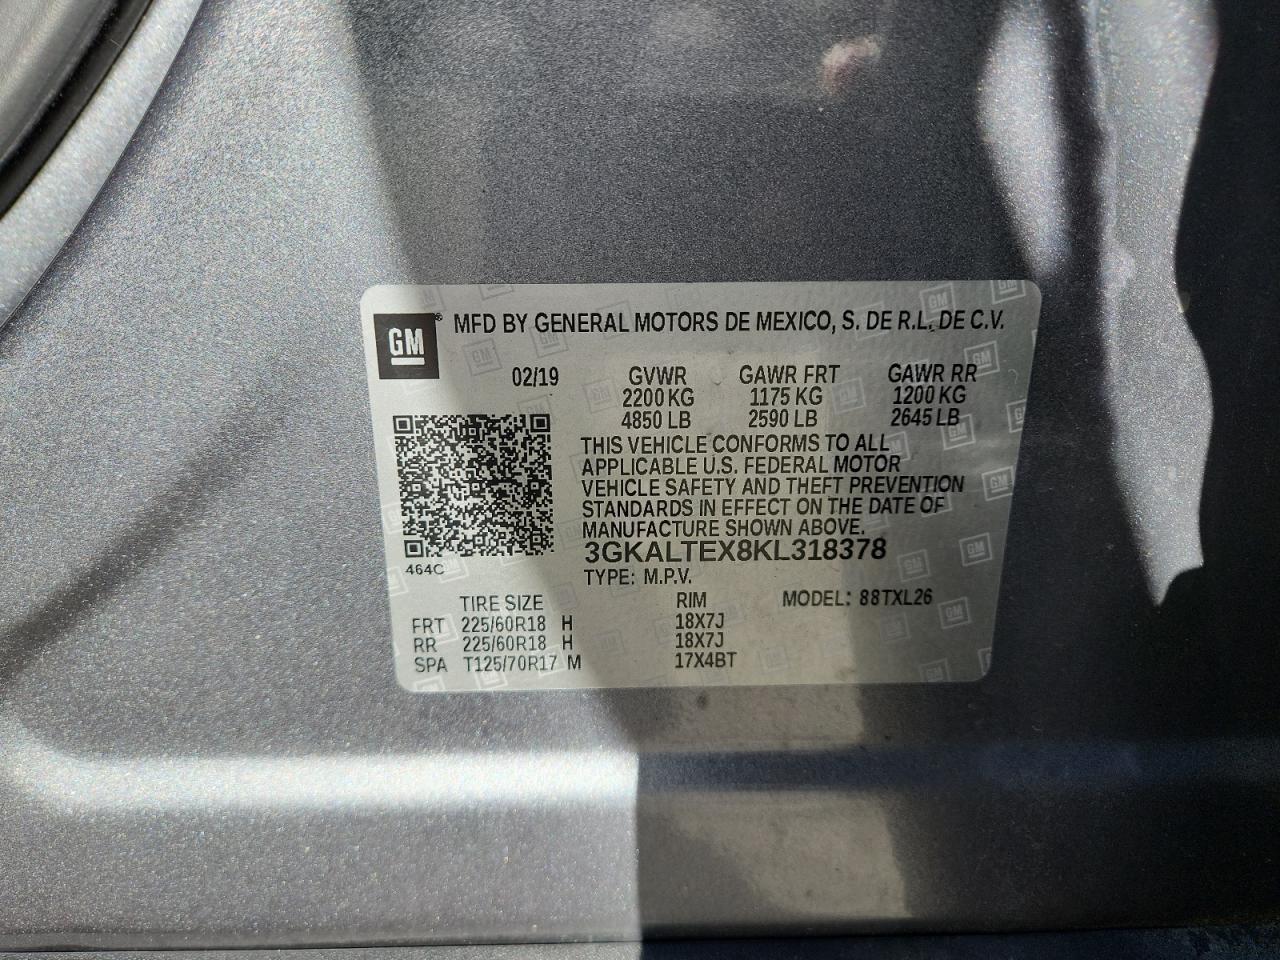 GM® MFD BY GENERAL MOTORS DE MEXICO, S. DE R.L. DE C.V.
02/19 GVWR GAWR FRT GAWR RR
2200 KG 1175 KG 1200 KG
4850 LB 2590 LB 2645 LB
THIS VEHICLE CONFORMS TO ALL
APPLICABLE U.S. FEDERAL MOTOR
VEHICLE SAFETY AND THEFT PREVENTION
STANDARDS IN EFFECT ON THE DATE OF
MANUFACTURE SHOWN ABOVE.
3GKALTEX8KL318378
464C
TYPE: M.P.V.
TIRE SIZE RIM MODEL: 88TXL26
FRT 225/60R18 H 18X7J
RR 225/60R18 H 18X7J
SPA T125/70R17 M 17X4BT